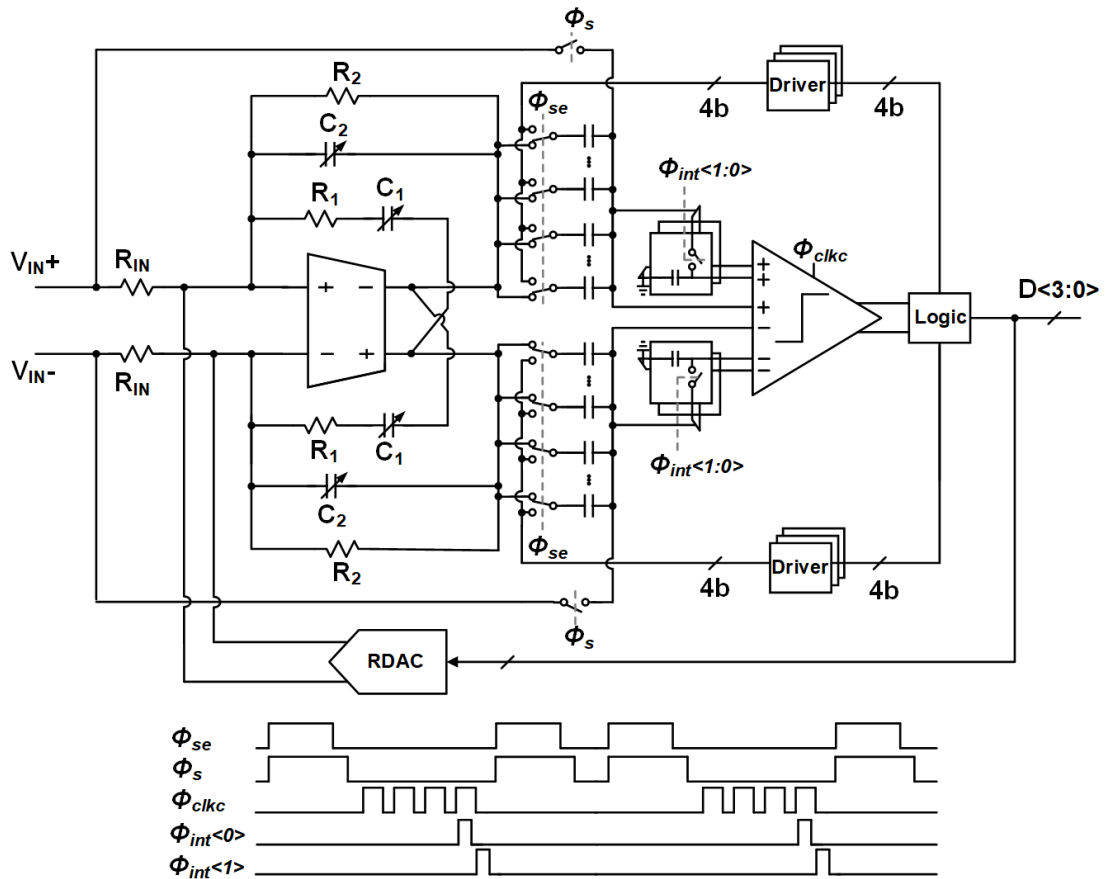 Φs
R2
Driver
4b
4b
Φse
C2
Φint<1:0>
R1
C1
Φclkc
VIN+
RIN
+
−
+
+
+
−
−
−
D<3:0>
Logic
VIN-
RIN
−
+
R1
C1
Φint<1:0>
C2
Φse
R2
Driver
4b
4b
Φs
RDAC
Φse
Φs
Φclkc
Φint<0>
Φint<1>